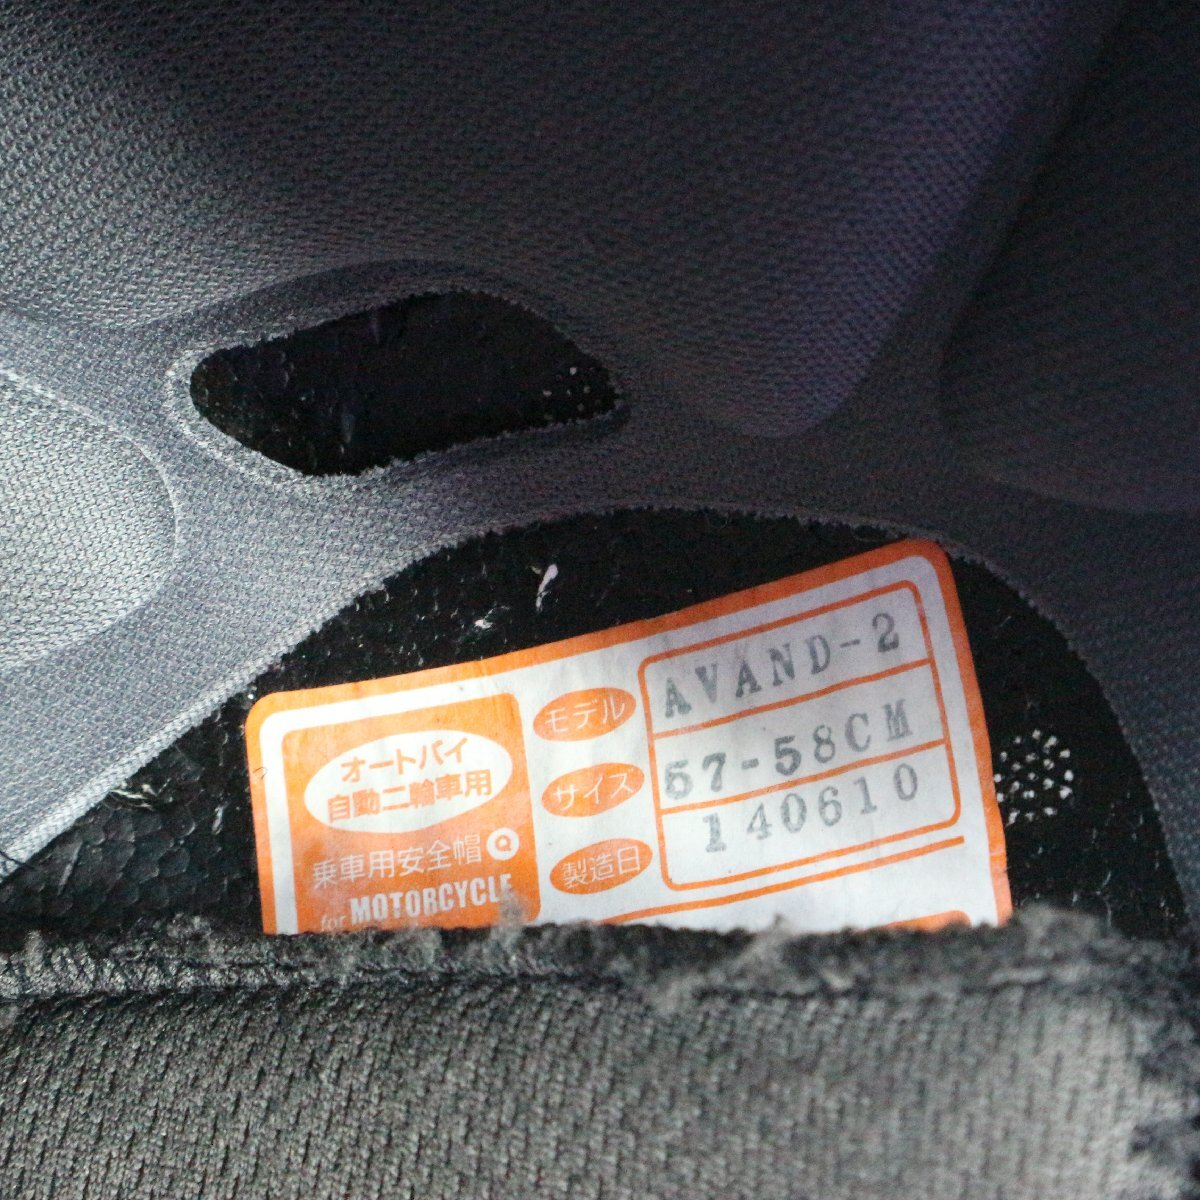 オートバイ
自動二輪車用
乗車用安全帽
for MOTORCYCLE
モデル AVAND-2
サイズ 57-58CM
製造日 140610